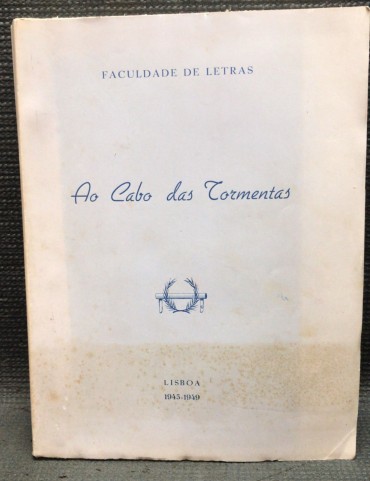 FACULDADE DE LETRAS
Ao Cabo das Tormentas
LISBOA
1945-1949